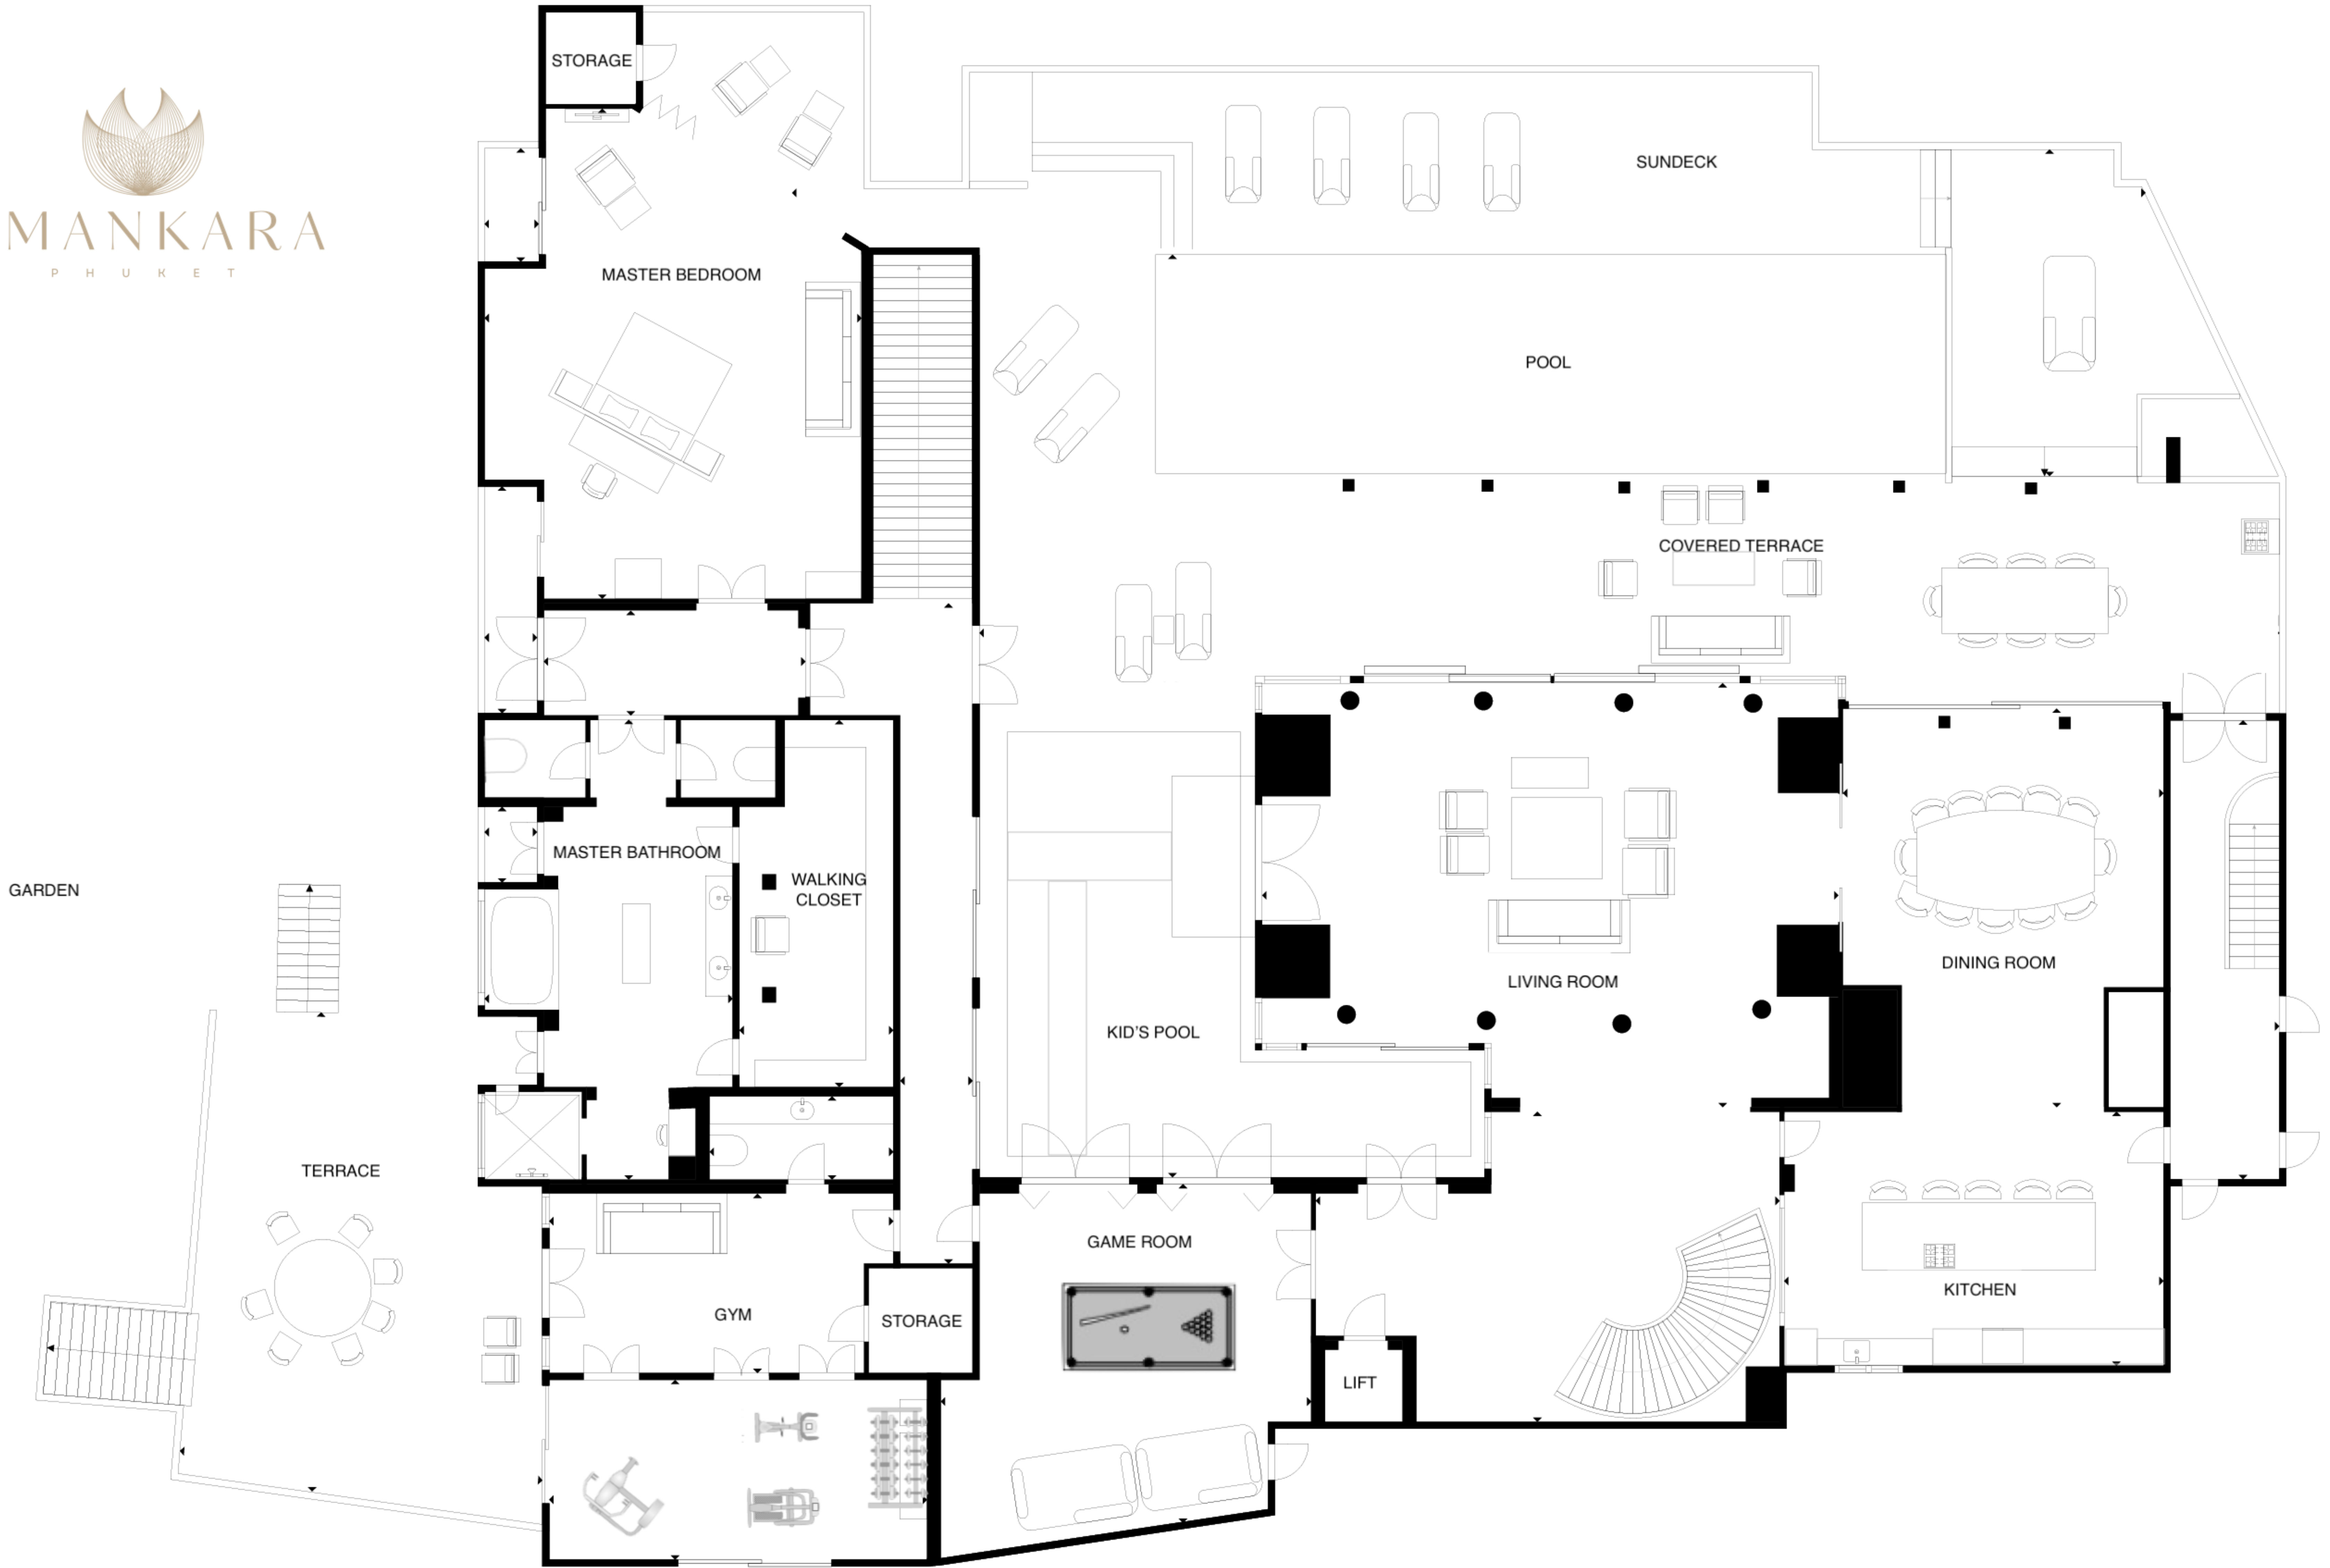 STORAGE
MANKARA
PHUKET
SUNDECK
MASTER BEDROOM
POOL
COVERED TERRACE
MASTER BATHROOM
WALKING
CLOSET
GARDEN
DINING ROOM
LIVING ROOM
KID'S POOL
TERRACE
GAME ROOM
KITCHEN
GYM
STORAGE
LIFT